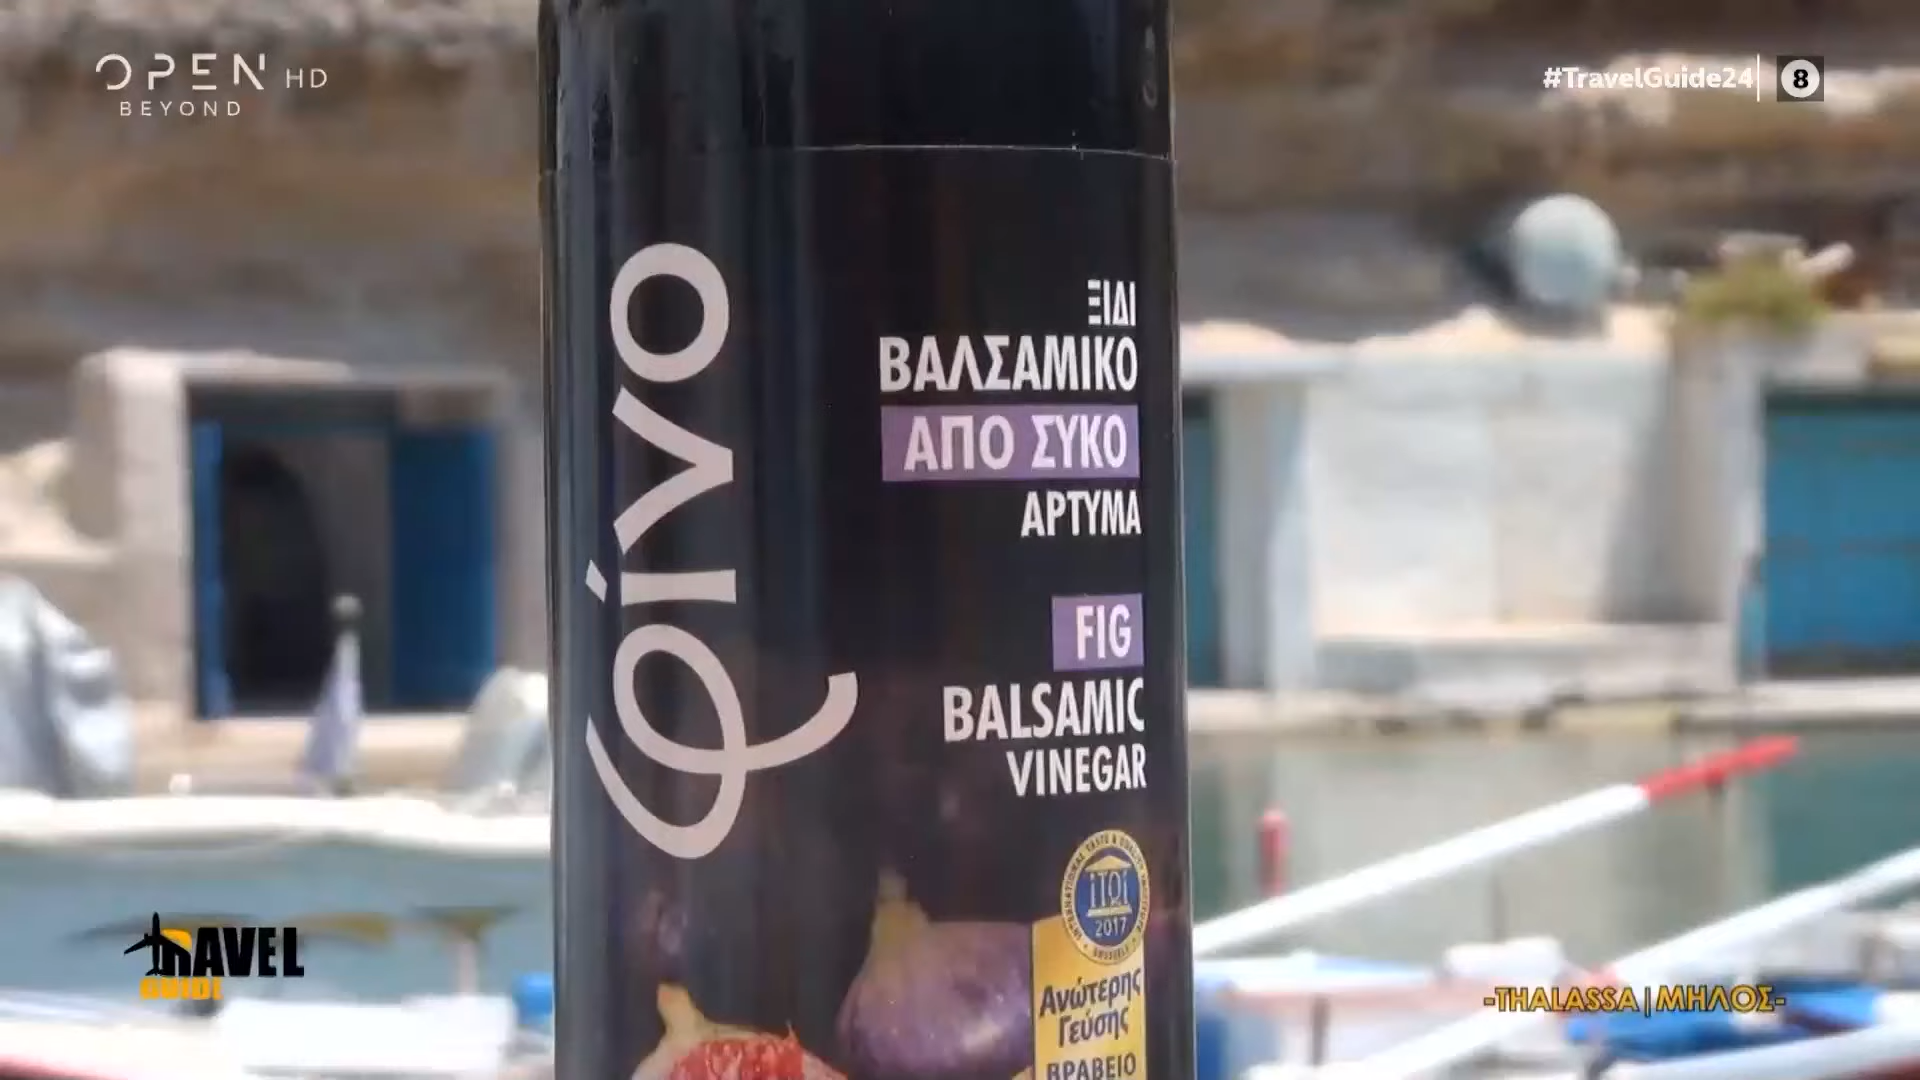 OPEN HD
BEYOND
#TravelGuide24
8
φίνο
ΞΙΔΙ
ΒΑΛΣΑΜΙΚΟ
ΑΠΟ ΣΥΚΟ
ΑΡΤΥΜΑ
FIG
BALSAMIC
VINEGAR
iTQi
2017
Ανώτερης
Γεύσης
ΒΡΑΒΕΙΟ
TRAVEL
GUIDE
-THALASSA | ΜΗΛΟΣ-